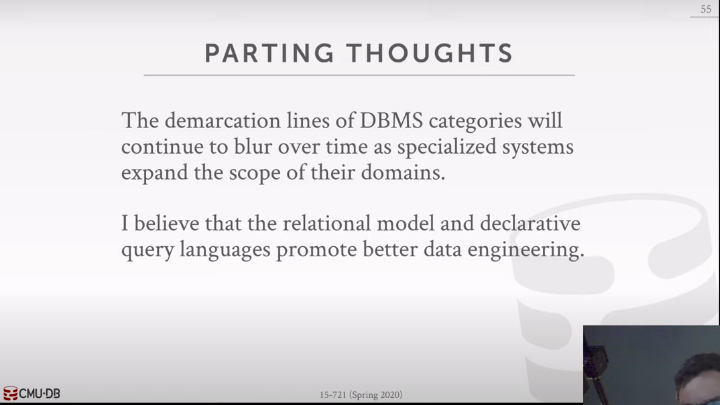 55
PARTING THOUGHTS
The demarcation lines of DBMS categories will
continue to blur over time as specialized systems
expand the scope of their domains.
I believe that the relational model and declarative
query languages promote better data engineering.
CMU·DB
15-721 (Spring 2020)